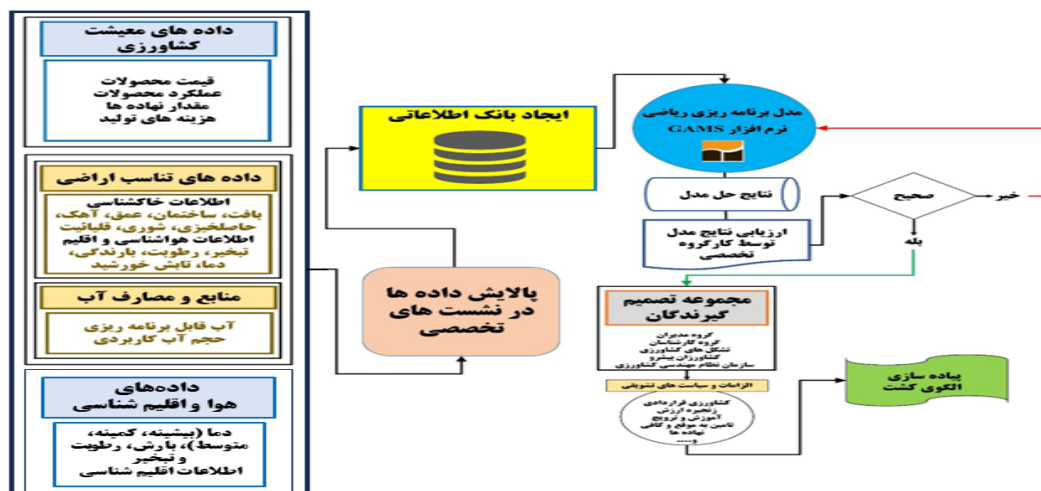 داده های معیشت
کشاورزی
قیمت محصولات
عملکرد محصولات
مقدار نهاده ها
هزینه های تولید
داده های تناسب اراضی
اطلاعات خاکشناسی
بافت، ساختمان، عمق، آهک،
حاصلخیزی، شوری، قلیائیت
اطلاعات هواشناسی و اقلیم
تبخیر، رطوبت، بارندگی،
دما، تابش خورشید
منابع و مصارف آب
آب قابل برنامه ریزی
حجم آب کاربردی
داده‌های
هوا و اقلیم شناسی
دما (بیشینه، کمینه،
متوسط)، بارش، رطوبت
و تبخیر
اطلاعات اقلیم شناسی
پالایش داده ها
در نشست های
تخصصی
ایجاد بانک اطلاعاتی
مدل برنامه ریزی ریاضی
نرم افزار GAMS
نتایج حل مدل
ارزیابی نتایج مدل
توسط کارگروه
تخصصی
صحیح
خیر
بله
مجموعه تصمیم
گیرندگان
گروه مدیران
گروه کارشناسان
تشکل های کشاورزی
کشاورزان پیشرو
سازمان نظام مهندسی کشاورزی
الزامات و سیاست های تشویقی
کشاورزی قراردادی
زنجیره ارزش
آموزش و ترویج
تامین به موقع و کافی
نهاده ها
و.....
پیاده سازی
الگوی کشت